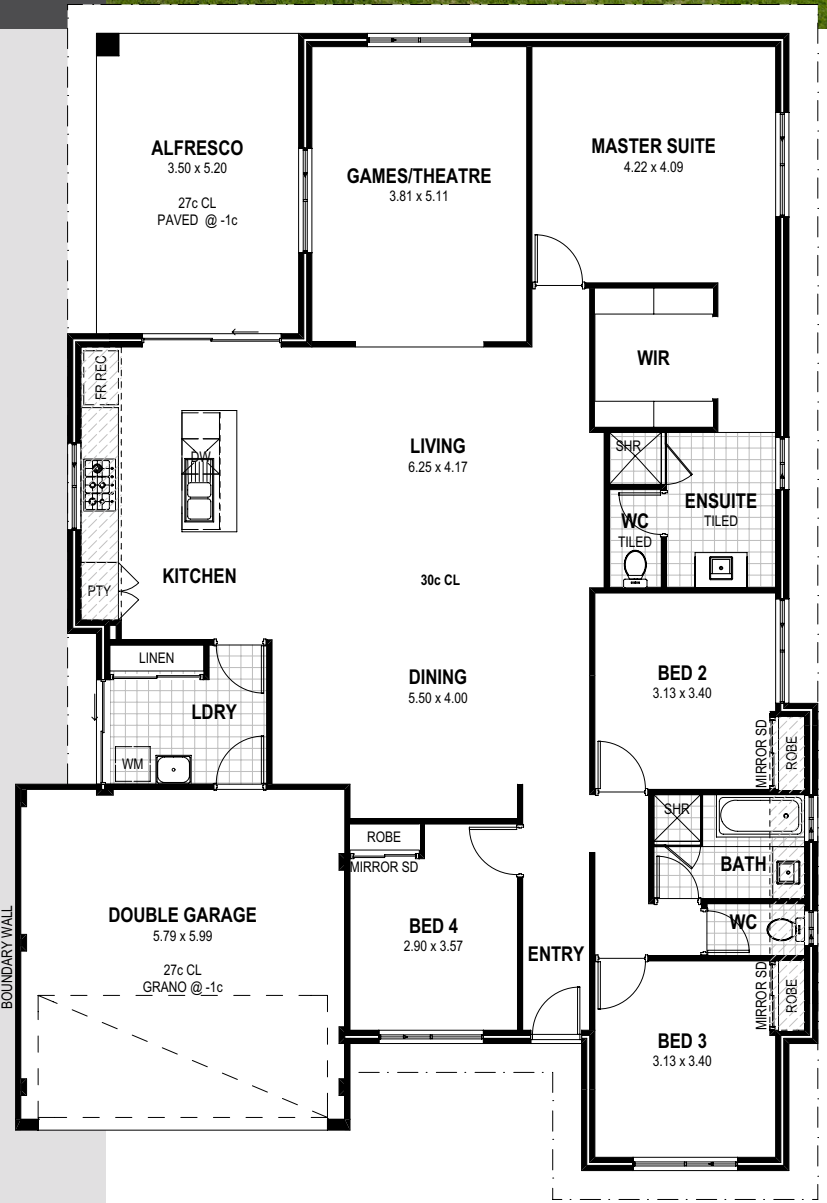 ALFRESCO
3.50 x 5.20
27c CL
PAVED @ -1c
GAMES/THEATRE
3.81 x 5.11
MASTER SUITE
4.22 x 4.09
WIR
FR REC
DW
KITCHEN
PTY
LIVING
6.25 x 4.17
30c CL
DINING
5.50 x 4.00
SHR
ENSUITE
TILED
WC
TILED
LINEN
LDRY
WM
BED 2
3.13 x 3.40
MIRROR SD
ROBE
SHR
BATH
WC
BOUNDARY WALL
DOUBLE GARAGE
5.79 x 5.99
27c CL
GRANO @ -1c
ROBE
MIRROR SD
BED 4
2.90 x 3.57
ENTRY
BED 3
3.13 x 3.40
MIRROR SD
ROBE